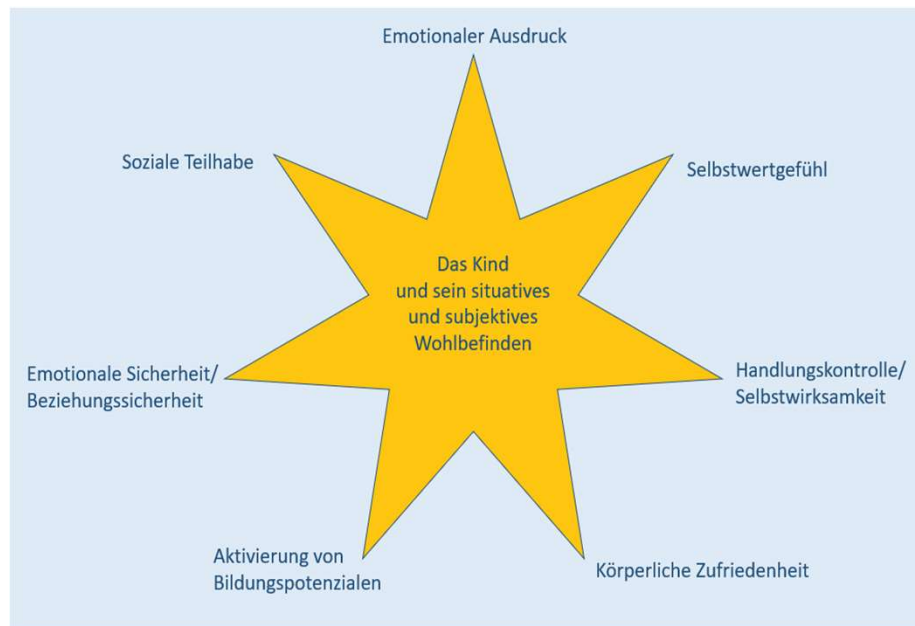 Emotionaler Ausdruck
Soziale Teilhabe
Selbstwertgefühl
Das Kind
und sein situatives
und subjektives
Wohlbefinden
Emotionale Sicherheit/
Beziehungssicherheit
Handlungskontrolle/
Selbstwirksamkeit
Aktivierung von
Bildungspotenzialen
Körperliche Zufriedenheit